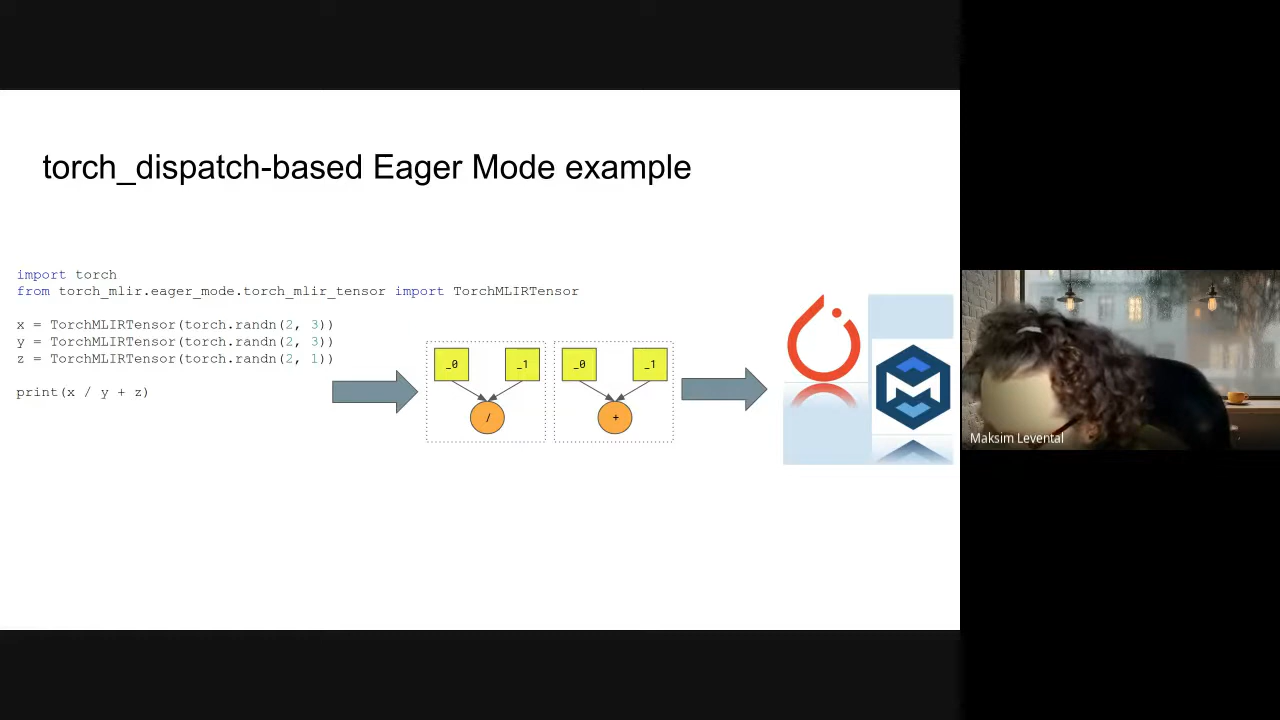 torch_dispatch-based Eager Mode example
import torch
from torch_mlir.eager_mode.torch_mlir_tensor import TorchMLIRTensor
x = TorchMLIRTensor(torch.randn(2, 3))
y = TorchMLIRTensor(torch.randn(2, 3))
z = TorchMLIRTensor(torch.randn(2, 1))
print(x / y + z)
_0 _1 _0 _1
/ +
M
Maksim Levental